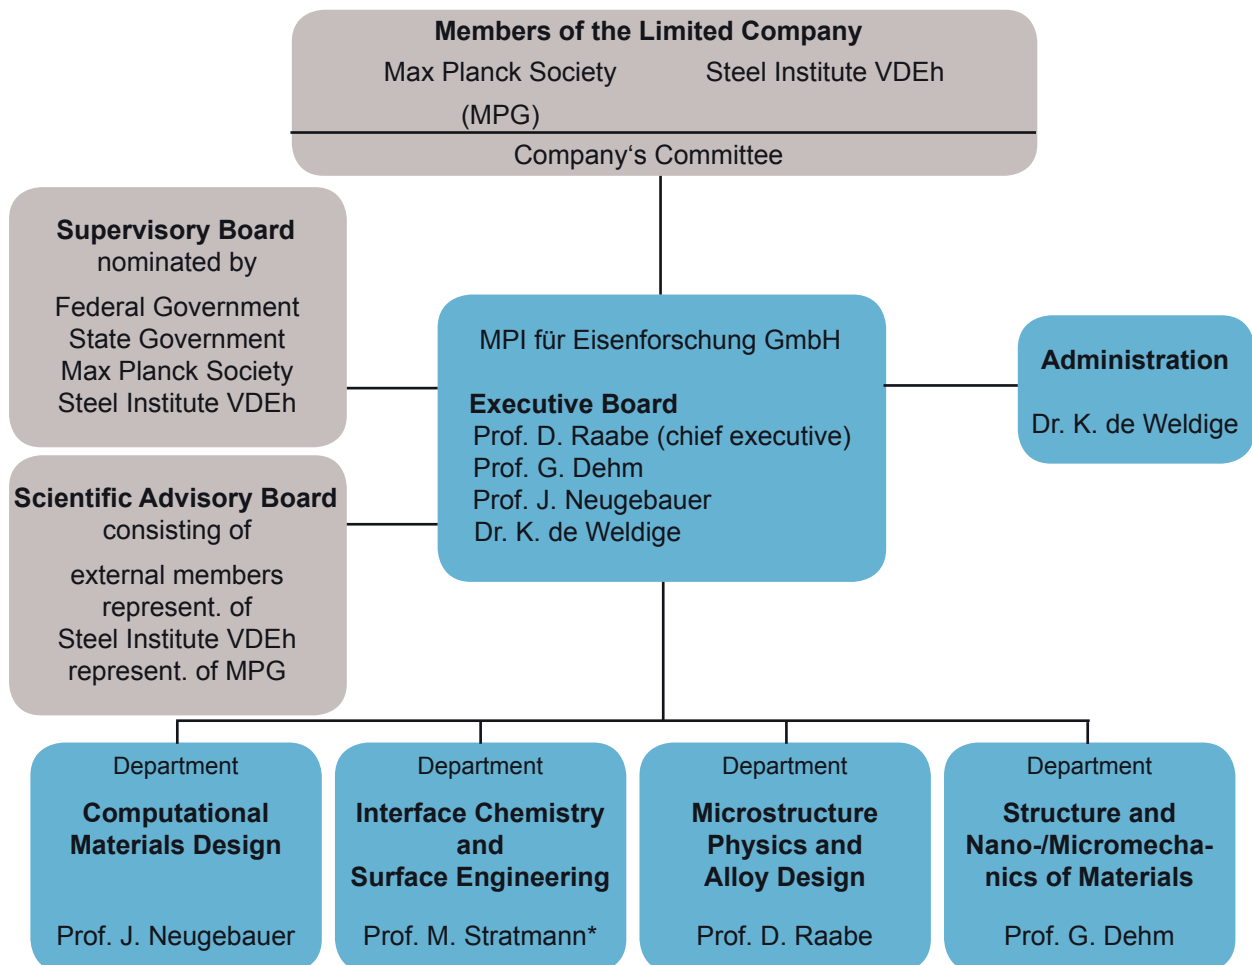 Members of the Limited Company
Max Planck Society
(MPG)
Steel Institute VDEh
Company‘s Committee
Supervisory Board
nominated by
Federal Government
State Government
Max Planck Society
Steel Institute VDEh
Scientific Advisory Board
consisting of
external members
represent. of
Steel Institute VDEh
represent. of MPG
MPI für Eisenforschung GmbH
Executive Board
Prof. D. Raabe (chief executive)
Prof. G. Dehm
Prof. J. Neugebauer
Dr. K. de Weldige
Administration
Dr. K. de Weldige
Department
Computational
Materials Design
Prof. J. Neugebauer
Department
Interface Chemistry
and
Surface Engineering
Prof. M. Stratmann*
Department
Microstructure
Physics and
Alloy Design
Prof. D. Raabe
Department
Structure and
Nano-/Micromecha-
nics of Materials
Prof. G. Dehm